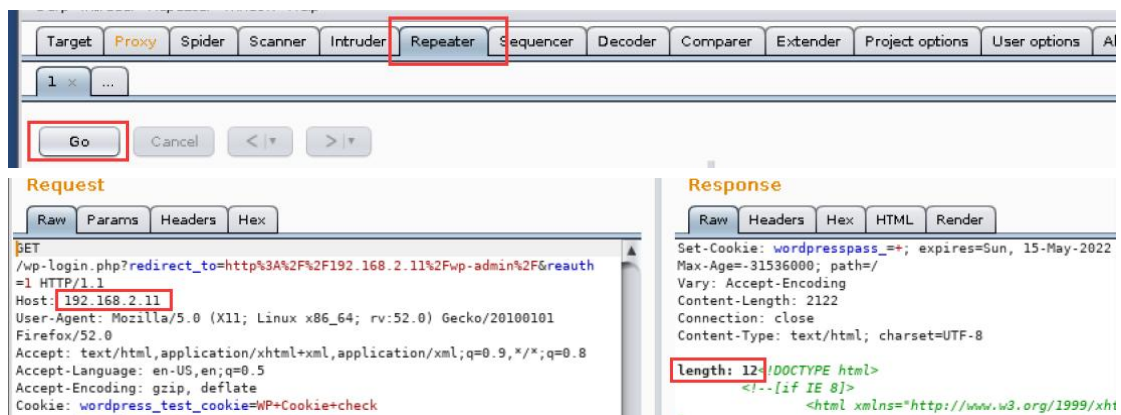 Target Proxy Spider Scanner Intruder Repeater Sequencer Decoder Comparer Extender Project options User options
1 × ...
Go Cancel < >
Request
Raw Params Headers Hex
GET
/wp-login.php?redirect_to=http%3A%2F%2F192.168.2.11%2Fwp-admin%2F&reauth
=1 HTTP/1.1
Host: 192.168.2.11
User-Agent: Mozilla/5.0 (X11; Linux x86_64; rv:52.0) Gecko/20100101
Firefox/52.0
Accept: text/html,application/xhtml+xml,application/xml;q=0.9,*/*;q=0.8
Accept-Language: en-US,en;q=0.5
Accept-Encoding: gzip, deflate
Cookie: wordpress_test_cookie=WP+Cookie+check
Response
Raw Headers Hex HTML Render
Set-Cookie: wordpresspass_=+; expires=Sun, 15-May-2022
Max-Age=-31536000; path=/
Vary: Accept-Encoding
Content-Length: 2122
Connection: close
Content-Type: text/html; charset=UTF-8
length: 12<!DOCTYPE html>
<!--[if IE 8]>
<html xmlns="http://www.w3.org/1999/xht